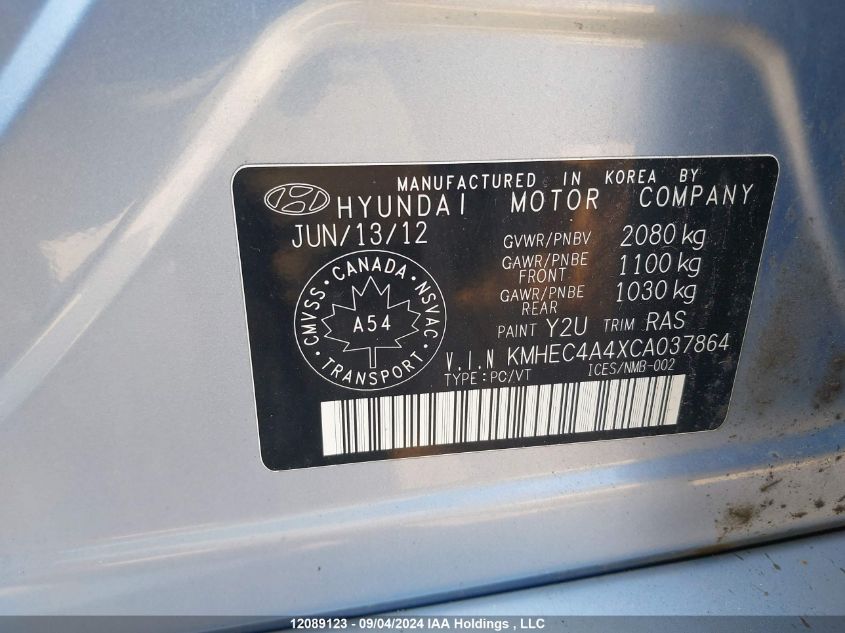 MANUFACTURED IN KOREA BY
HYUNDAI MOTOR COMPANY
JUN/13/12
GVWR/PNBV 2080 kg
GAWR/PNBE FRONT 1100 kg
GAWR/PNBE REAR 1030 kg
PAINT Y2U TRIM RAS
CMVSS · CANADA · NSVAC · TRANSPORT ·
A54
V.I.N KMHEC4A4XCA037864
TYPE : PC/VT ICES/NMB-002
12089123 - 09/04/2024 IAA Holdings , LLC